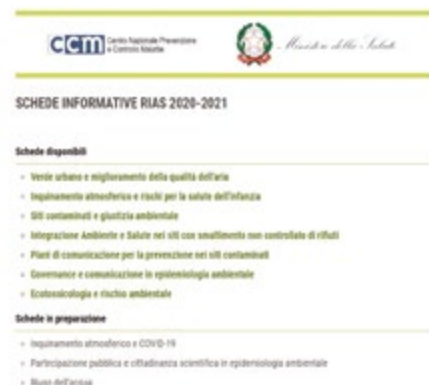 ccm Centro Nazionale Prevenzione
e Controllo Malattie
Ministero della Salute
SCHEDE INFORMATIVE RIAS 2020-2021
Schede disponibili
Verde urbano e miglioramento della qualità dell'aria
Inquinamento atmosferico e rischi per la salute dell'infanzia
Siti contaminati e giustizia ambientale
Integrazione Ambiente e Salute nei siti con smaltimento non controllato di rifiuti
Piani di comunicazione per la prevenzione nei siti contaminati
Governance e comunicazione in epidemiologia ambientale
Ecotossicologia e rischio ambientale
Schede in preparazione
Inquinamento atmosferico e COVID-19
Partecipazione pubblica e cittadinanza scientifica in epidemiologia ambientale
Riuso dell'acqua